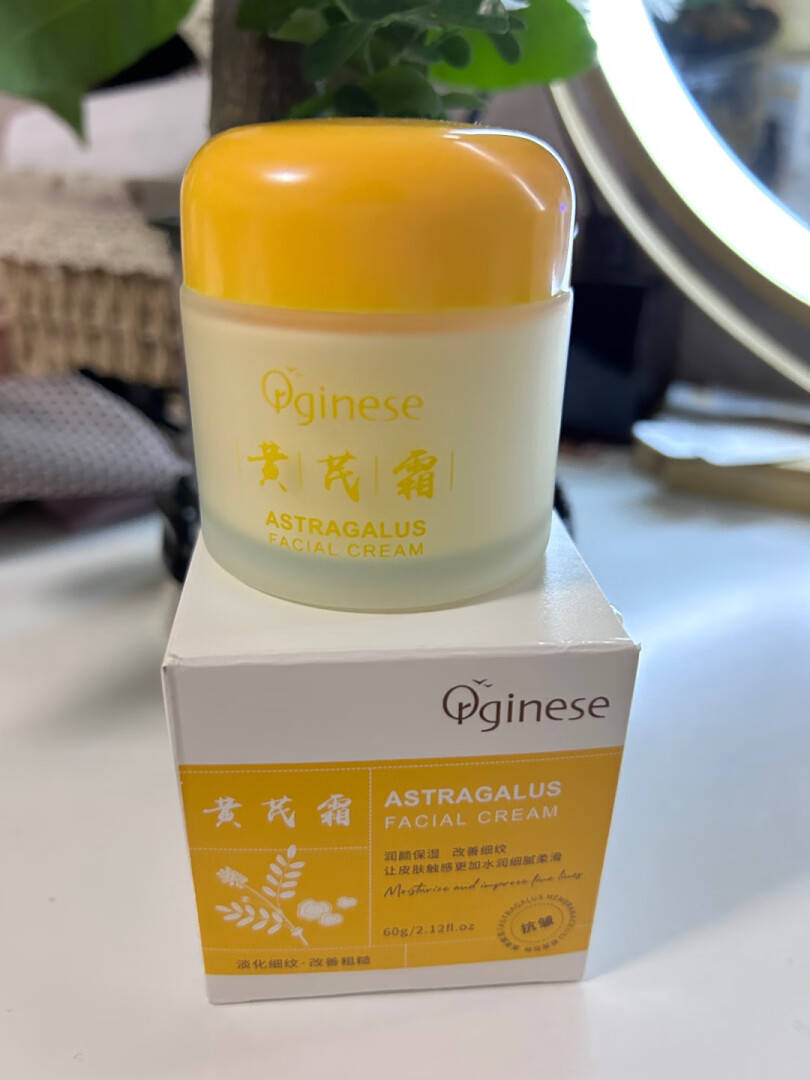 Orginese
黄芪霜
ASTRAGALUS
FACIAL CREAM
Orginese
黄芪霜
ASTRAGALUS
FACIAL CREAM
润颜保湿 改善细纹
让皮肤触感更加水润细腻柔滑
Moisturize and improve fine lines
60g/2.12fl.oz
抗皱
淡化细纹·改善粗糙